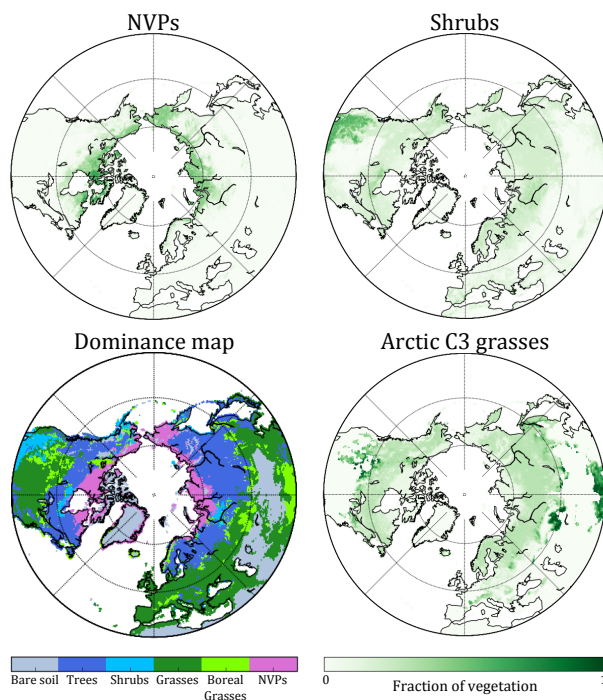 NVPs
Shrubs
Dominance map
Arctic C3 grasses
Bare soil Trees Shrubs Grasses Boreal Grasses NVPs
0 1
Fraction of vegetation